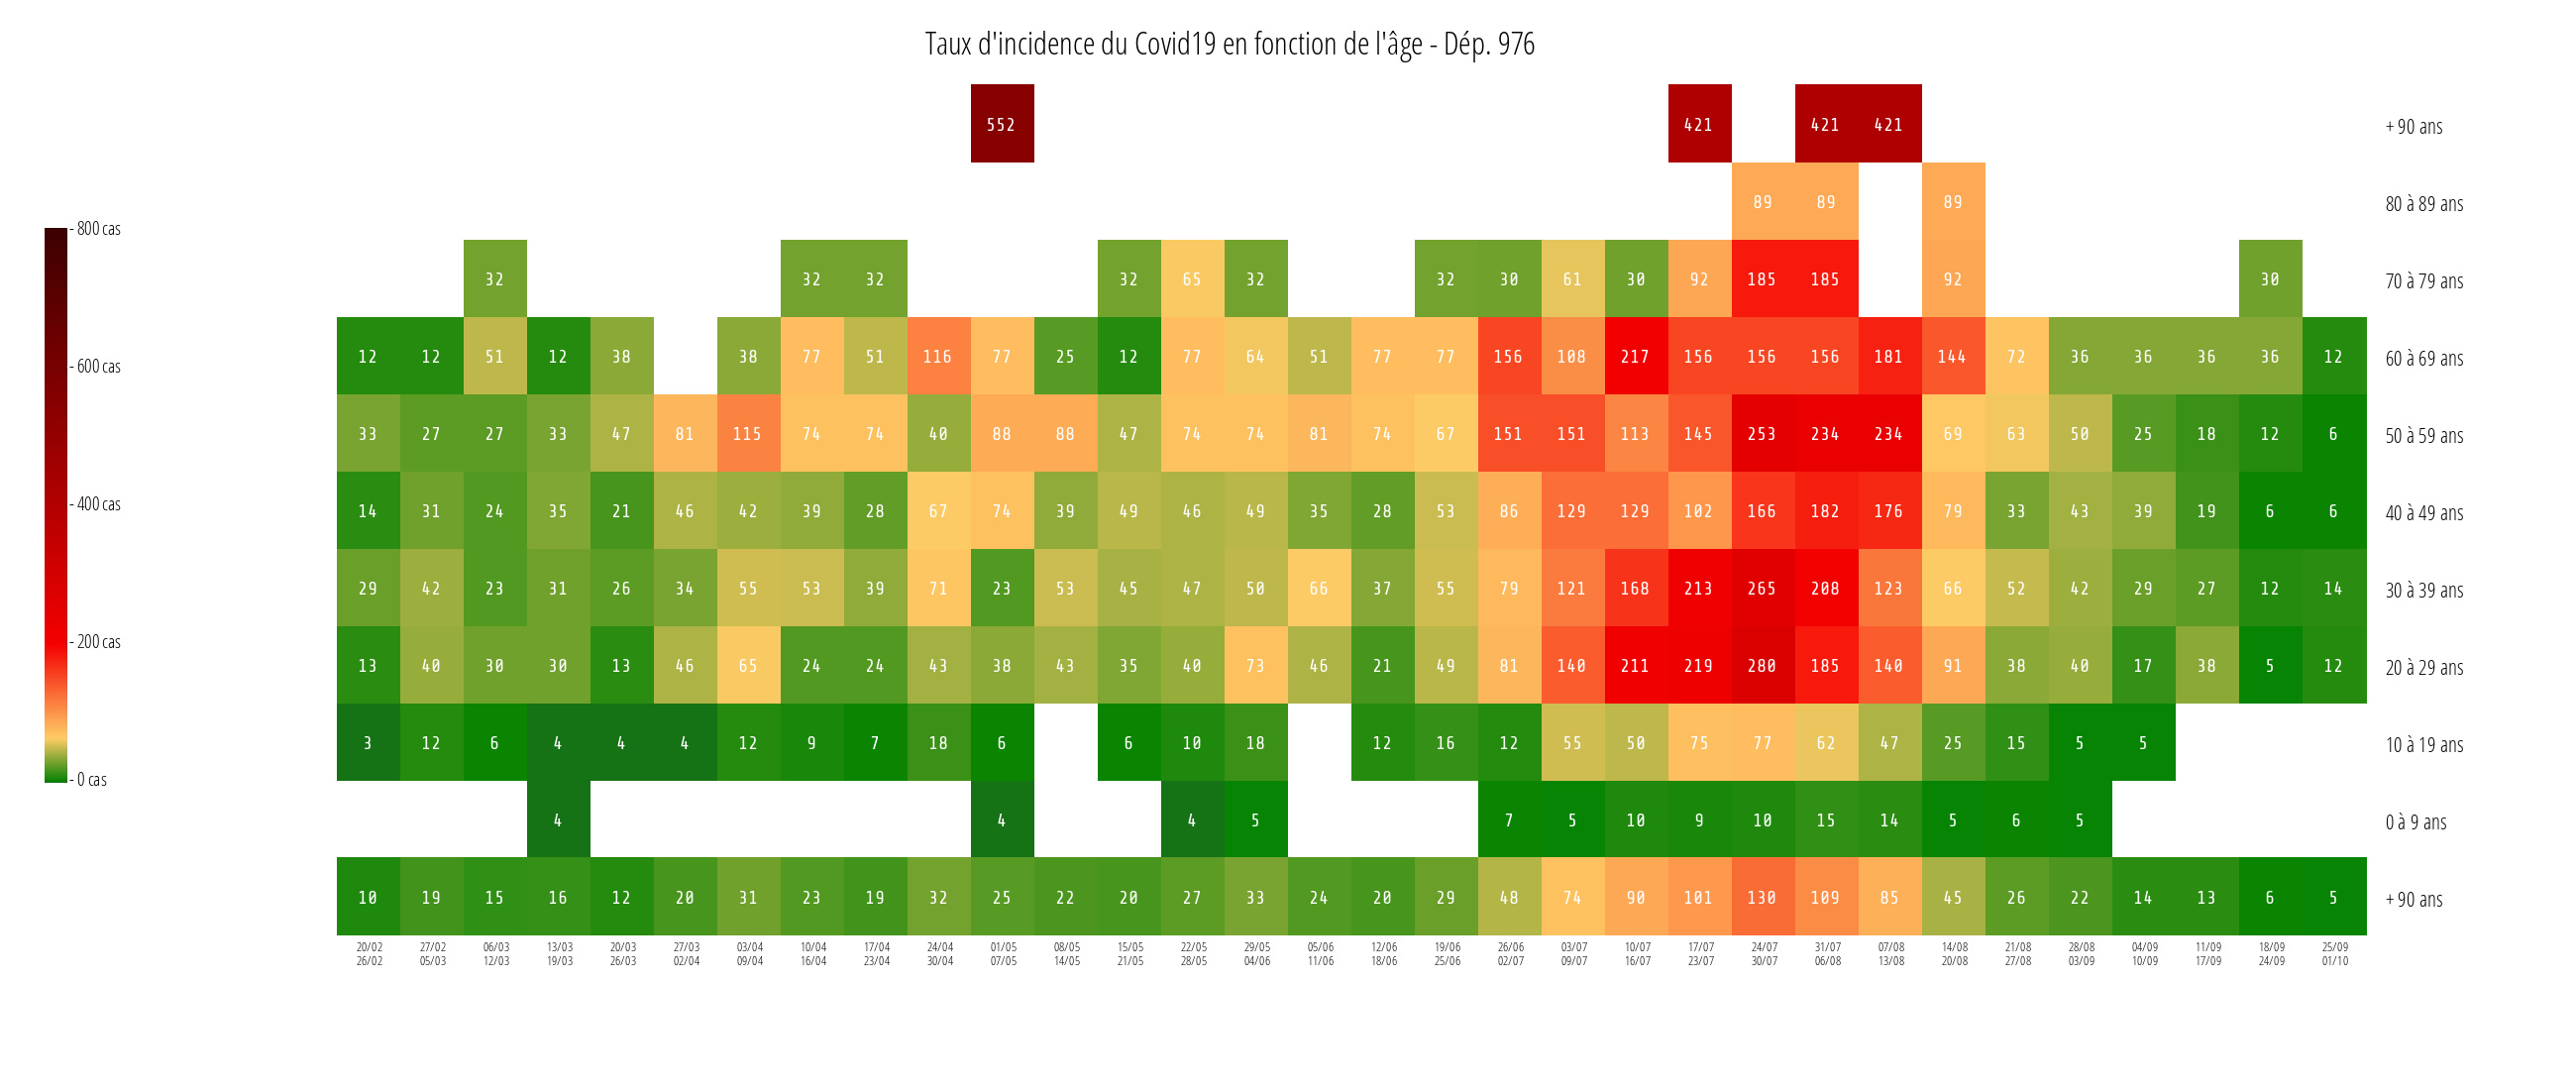 Taux d'incidence du Covid19 en fonction de l'âge - Dép. 976
- 800 cas
- 600 cas
- 400 cas
- 200 cas
- 0 cas
552 421 421 421 + 90 ans
89 89 89 80 à 89 ans
32 32 32 32 65 32 32 30 61 30 92 185 185 92 30 70 à 79 ans
12 12 51 12 38 38 77 51 116 77 25 12 77 64 51 77 77 156 108 217 156 156 156 181 144 72 36 36 36 36 12 60 à 69 ans
33 27 27 33 47 81 115 74 74 40 88 88 47 74 74 81 74 67 151 151 113 145 253 234 234 69 63 50 25 18 12 6 50 à 59 ans
14 31 24 35 21 46 42 39 28 67 74 39 49 46 49 35 28 53 86 129 129 102 166 182 176 79 33 43 39 19 6 6 40 à 49 ans
29 42 23 31 26 34 55 53 39 71 23 53 45 47 50 66 37 55 79 121 168 213 265 208 123 66 52 42 29 27 12 14 30 à 39 ans
13 40 30 30 13 46 65 24 24 43 38 43 35 40 73 46 21 49 81 140 211 219 280 185 140 91 38 40 17 38 5 12 20 à 29 ans
3 12 6 4 4 4 12 9 7 18 6 6 10 18 12 16 12 55 50 75 77 62 47 25 15 5 5 10 à 19 ans
4 4 4 5 7 5 10 9 10 15 14 5 6 5 0 à 9 ans
10 19 15 16 12 20 31 23 19 32 25 22 20 27 33 24 20 29 48 74 90 101 130 109 85 45 26 22 14 13 6 5 + 90 ans
20/02 27/02 06/03 13/03 20/03 27/03 03/04 10/04 17/04 24/04 01/05 08/05 15/05 22/05 29/05 05/06 12/06 19/06 26/06 03/07 10/07 17/07 24/07 31/07 07/08 14/08 21/08 28/08 04/09 11/09 18/09 25/09
26/02 05/03 12/03 19/03 26/03 02/04 09/04 16/04 23/04 30/04 07/05 14/05 21/05 28/05 04/06 11/06 18/06 25/06 02/07 09/07 16/07 23/07 30/07 06/08 13/08 20/08 27/08 03/09 10/09 17/09 24/09 01/10